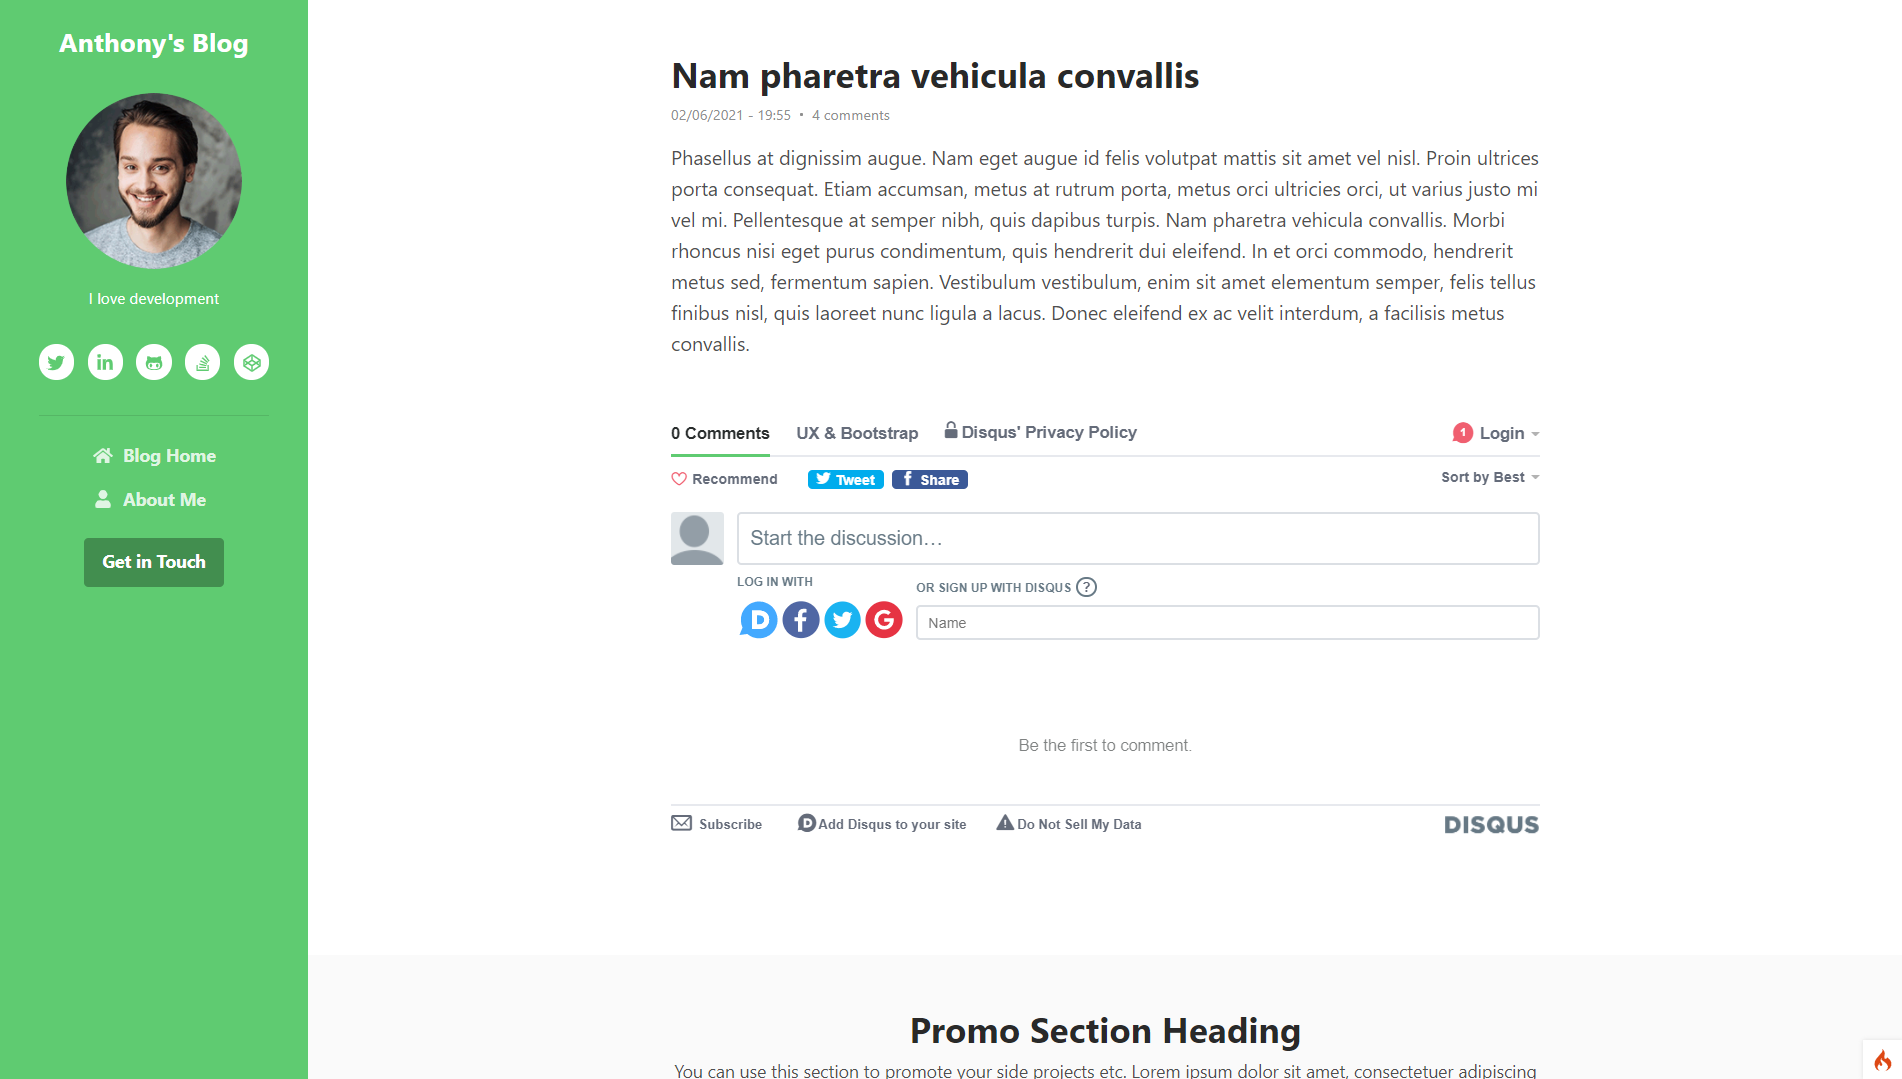 Anthony's Blog
I love development
Blog Home
About Me
Get in Touch
Nam pharetra vehicula convallis
02/06/2021 - 19:55 • 4 comments
Phasellus at dignissim augue. Nam eget augue id felis volutpat mattis sit amet vel nisl. Proin ultrices
porta consequat. Etiam accumsan, metus at rutrum porta, metus orci ultricies orci, ut varius justo mi
vel mi. Pellentesque at semper nibh, quis dapibus turpis. Nam pharetra vehicula convallis. Morbi
rhoncus nisi eget purus condimentum, quis hendrerit dui eleifend. In et orci commodo, hendrerit
metus sed, fermentum sapien. Vestibulum vestibulum, enim sit amet elementum semper, felis tellus
finibus nisl, quis laoreet nunc ligula a lacus. Donec eleifend ex ac velit interdum, a facilisis metus
convallis.
0 Comments UX & Bootstrap Disqus' Privacy Policy 1 Login
Recommend Tweet Share Sort by Best
Start the discussion…
LOG IN WITH
OR SIGN UP WITH DISQUS ?
Name
Be the first to comment.
Subscribe Add Disqus to your site Do Not Sell My Data DISQUS
Promo Section Heading
You can use this section to promote your side projects etc. Lorem ipsum dolor sit amet, consectetuer adipiscing